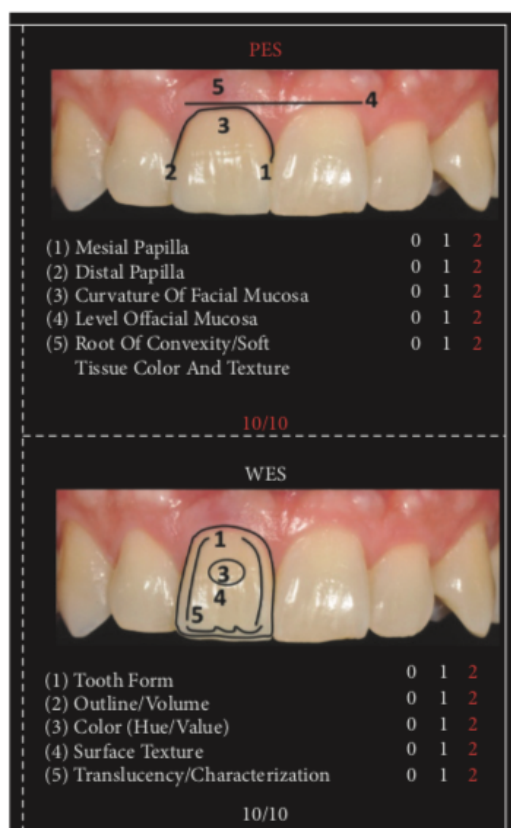 PES
5
4
3
2 1
(1) Mesial Papilla 0 1 2
(2) Distal Papilla 0 1 2
(3) Curvature Of Facial Mucosa 0 1 2
(4) Level Offacial Mucosa 0 1 2
(5) Root Of Convexity/Soft 0 1 2
Tissue Color And Texture
10/10
WES
1
3
4
5
(1) Tooth Form 0 1 2
(2) Outline/Volume 0 1 2
(3) Color (Hue/Value) 0 1 2
(4) Surface Texture 0 1 2
(5) Translucency/Characterization 0 1 2
10/10